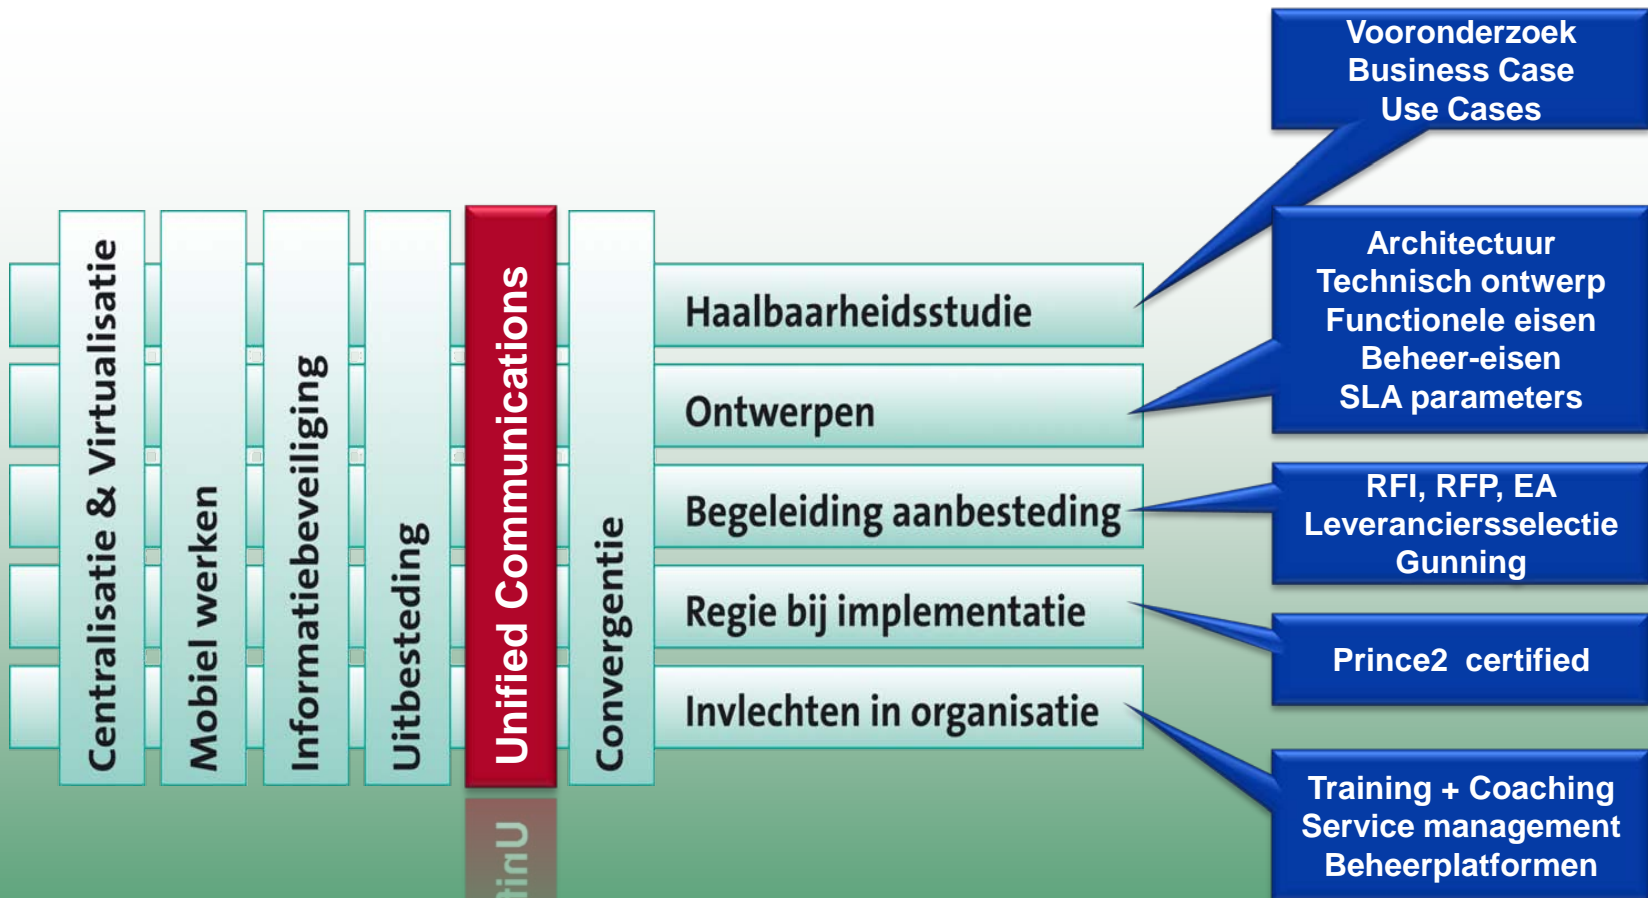 Centralisatie & Virtualisatie
Mobiel werken
Informatiebeveiliging
Uitbesteding
Unified Communications
Convergentie
Haalbaarheidsstudie
Ontwerpen
Begeleiding aanbesteding
Regie bij implementatie
Invlechten in organisatie
Vooronderzoek
Business Case
Use Cases
Architectuur
Technisch ontwerp
Functionele eisen
Beheer-eisen
SLA parameters
RFI, RFP, EA
Leveranciersselectie
Gunning
Prince2 certified
Training + Coaching
Service management
Beheerplatformen